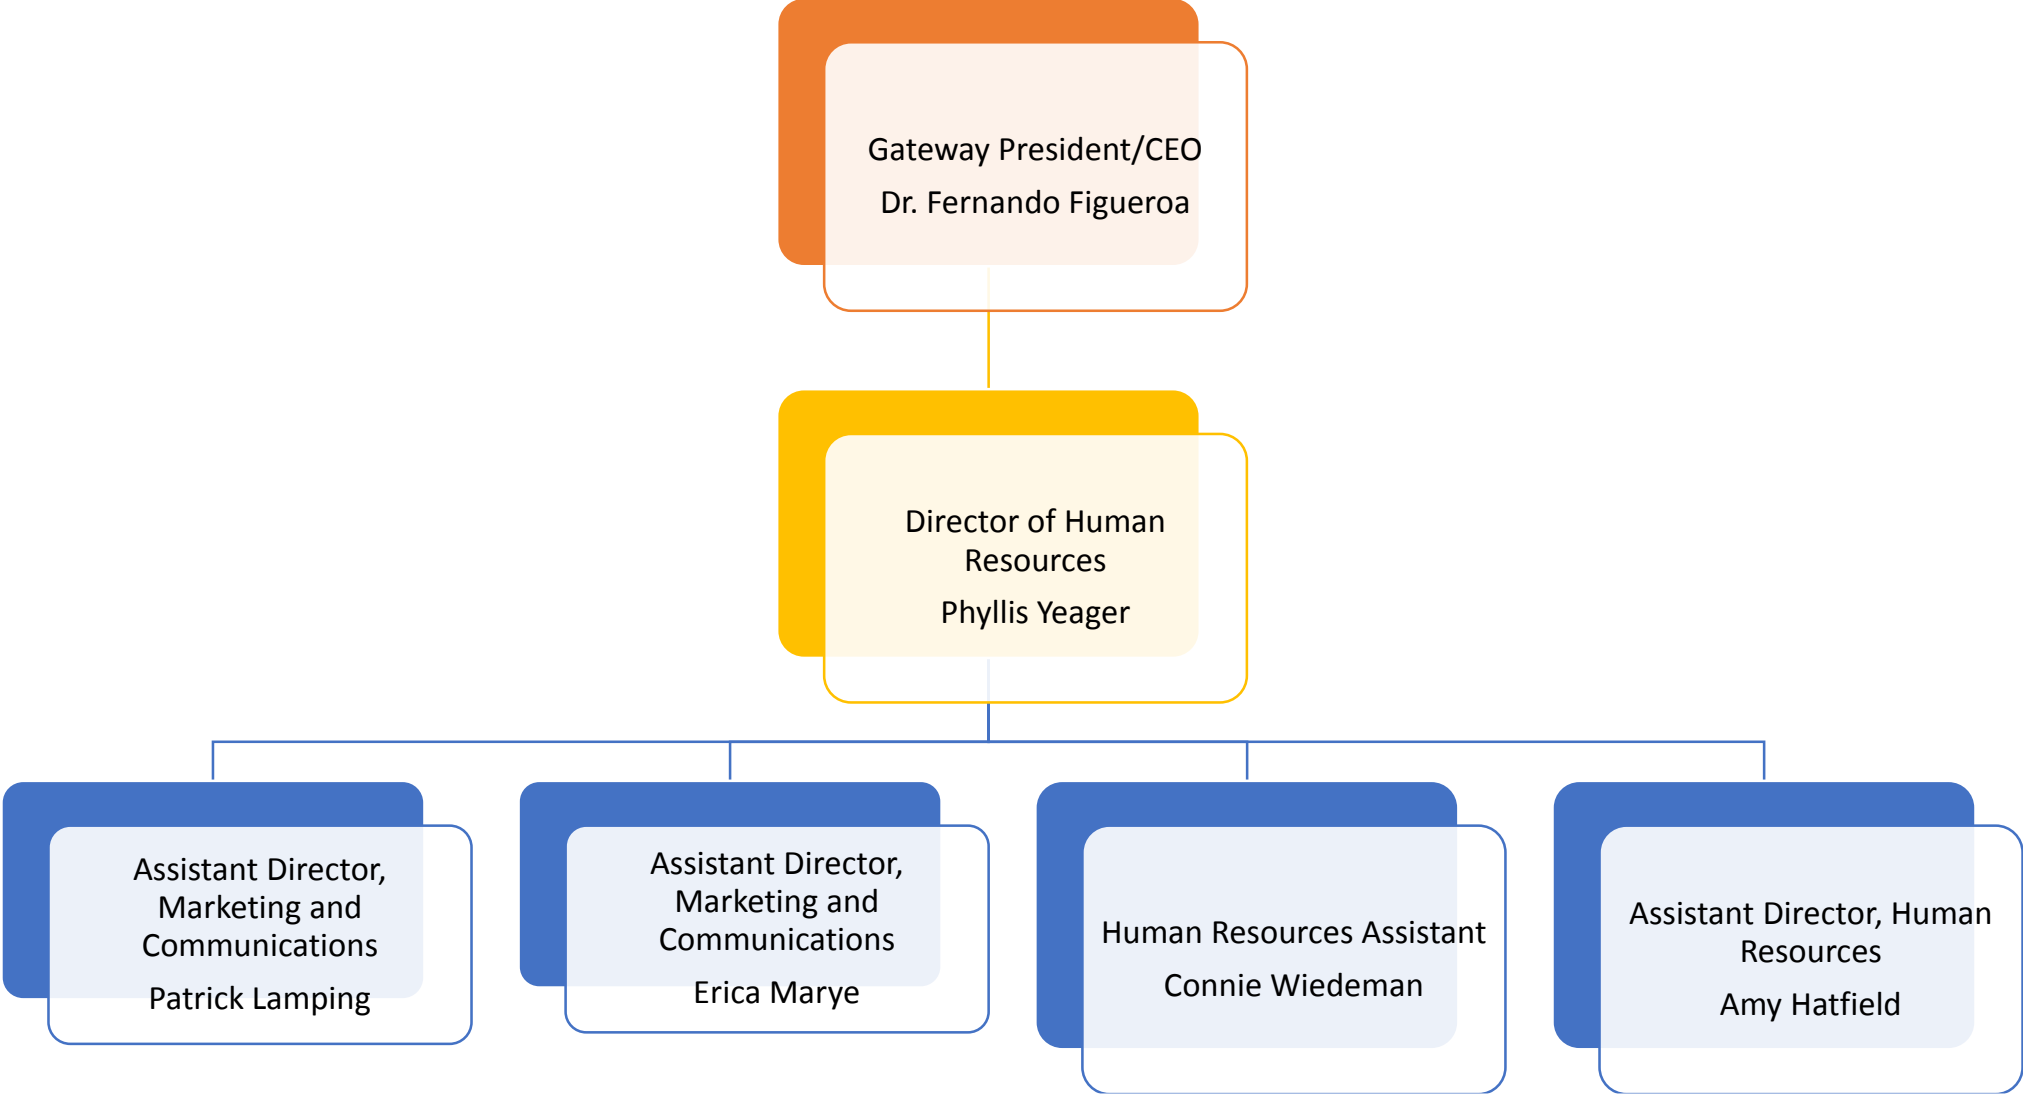 Gateway President/CEO
Dr. Fernando Figueroa
Director of Human
Resources
Phyllis Yeager
Assistant Director,
Marketing and
Communications
Patrick Lamping
Assistant Director,
Marketing and
Communications
Erica Marye
Human Resources Assistant
Connie Wiedeman
Assistant Director, Human
Resources
Amy Hatfield